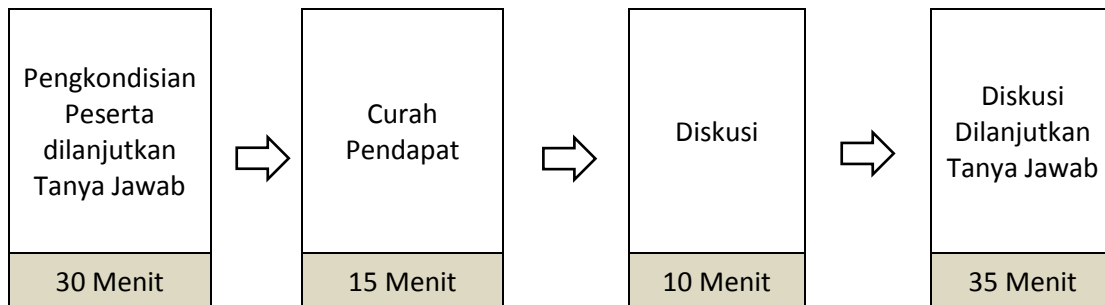 Pengkondisian
Peserta
dilanjutkan
Tanya Jawab
30 Menit
Curah
Pendapat
15 Menit
Diskusi
10 Menit
Diskusi
Dilanjutkan
Tanya Jawab
35 Menit